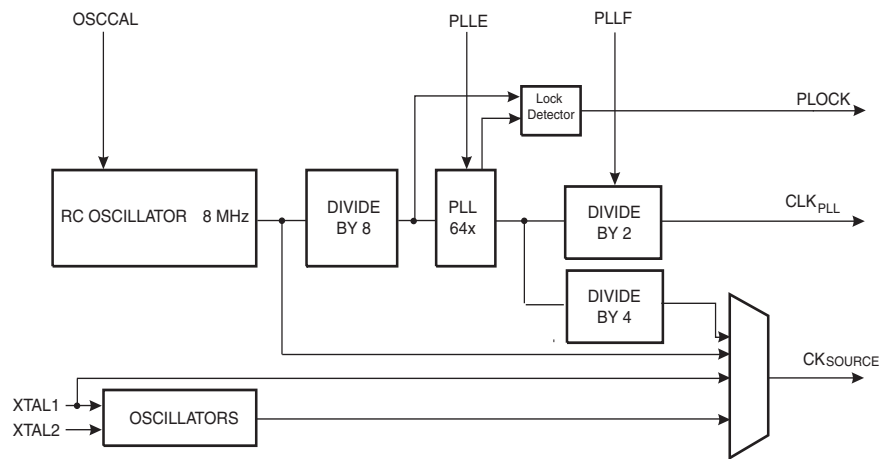 OSCCAL
PLLE
PLLF
Lock
Detector
PLOCK
RC OSCILLATOR 8 MHz
DIVIDE
BY 8
PLL
64x
DIVIDE
BY 2
CLKPLL
DIVIDE
BY 4
CKSOURCE
XTAL1
XTAL2
OSCILLATORS